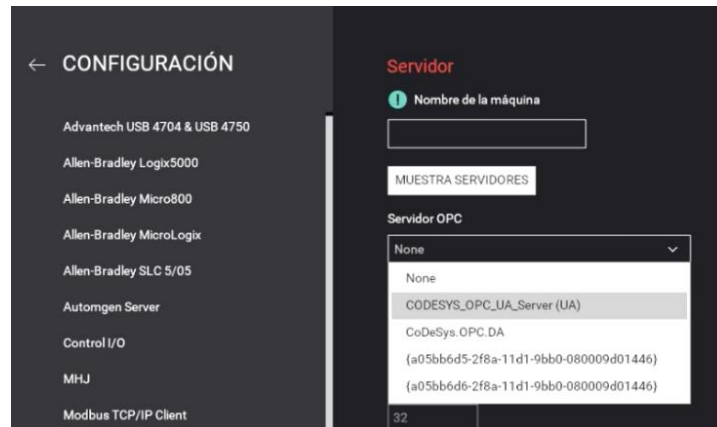 ← CONFIGURACIÓN
Advantech USB 4704 & USB 4750
Allen-Bradley Logix5000
Allen-Bradley Micro800
Allen-Bradley MicroLogix
Allen-Bradley SLC 5/05
Automgen Server
Control I/O
MHJ
Modbus TCP/IP Client
Servidor
! Nombre de la máquina
MUESTRA SERVIDORES
Servidor OPC
None
None
CODESYS_OPC_UA_Server (UA)
CoDeSys.OPC.DA
{a05bb6d5-2f8a-11d1-9bb0-080009d01446}
{a05bb6d6-2f8a-11d1-9bb0-080009d01446}
32